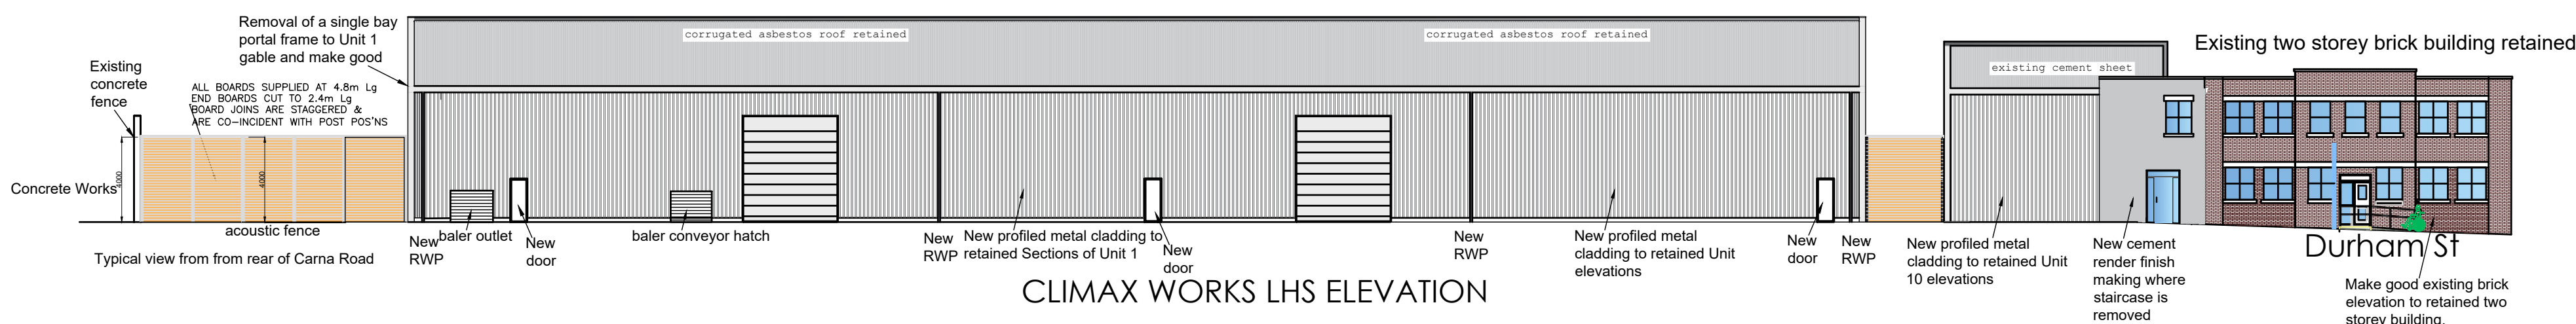 Removal of a single bay
portal frame to Unit 1
gable and make good
Existing
concrete
fence
ALL BOARDS SUPPLIED AT 4.8m Lg
END BOARDS CUT TO 2.4m Lg
BOARD JOINS ARE STAGGERED &
ARE CO-INCIDENT WITH POST POS'NS
Concrete Works
4000
4000
acoustic fence
Typical view from from rear of Carna Road
corrugated asbestos roof retained
corrugated asbestos roof retained
existing cement sheet
Existing two storey brick building retained
New
RWP
baler outlet
New
door
baler conveyor hatch
New
RWP
New profiled metal cladding to
retained Sections of Unit 1
New
door
New
RWP
New profiled metal
cladding to retained Unit
elevations
New
door
New
RWP
New profiled metal
cladding to retained Unit
10 elevations
New cement
render finish
making where
staircase is
removed
Durham St
Make good existing brick
elevation to retained two
storey building.
CLIMAX WORKS LHS ELEVATION